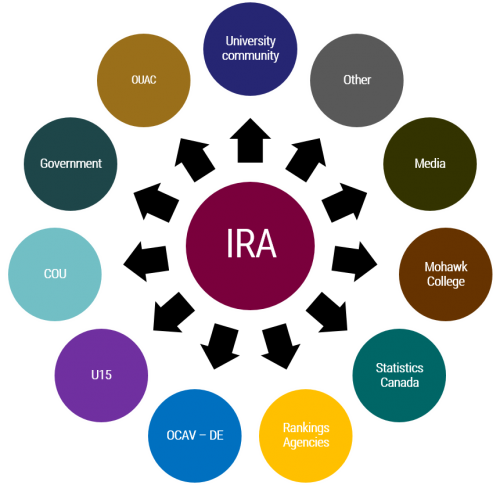 University
community
Other
Media
Mohawk
College
Statistics
Canada
Rankings
Agencies
OCAV – DE
U15
COU
Government
OUAC
IRA